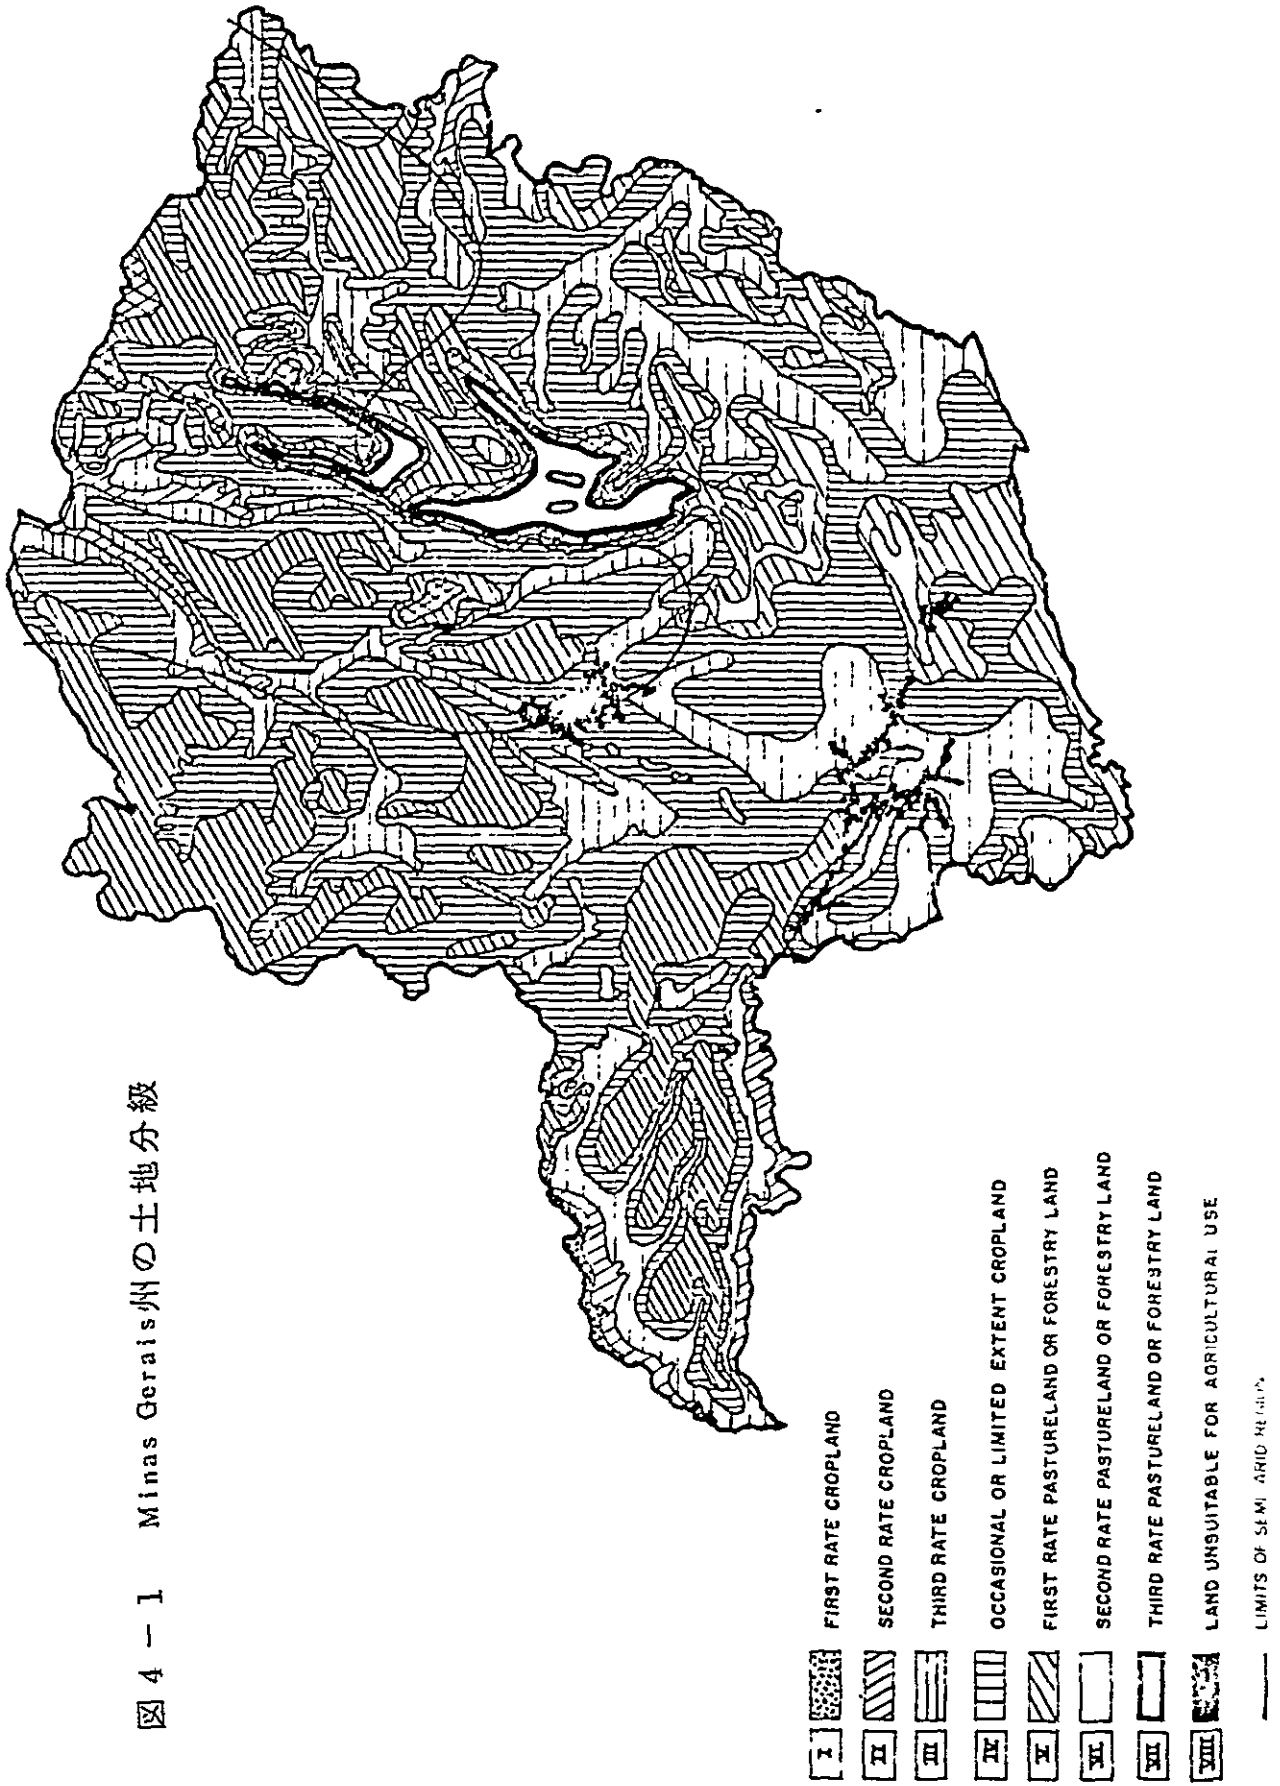 図4-1 Minas Gerais州の土地分級
I FIRST RATE CROPLAND
II SECOND RATE CROPLAND
III THIRD RATE CROPLAND
IV OCCASIONAL OR LIMITED EXTENT CROPLAND
V FIRST RATE PASTURELAND OR FORESTRY LAND
VI SECOND RATE PASTURELAND OR FORESTRY LAND
VII THIRD RATE PASTURELAND OR FORESTRY LAND
VIII LAND UNSUITABLE FOR AGRICULTURAL USE
LIMITS OF SEMI ARID REGION